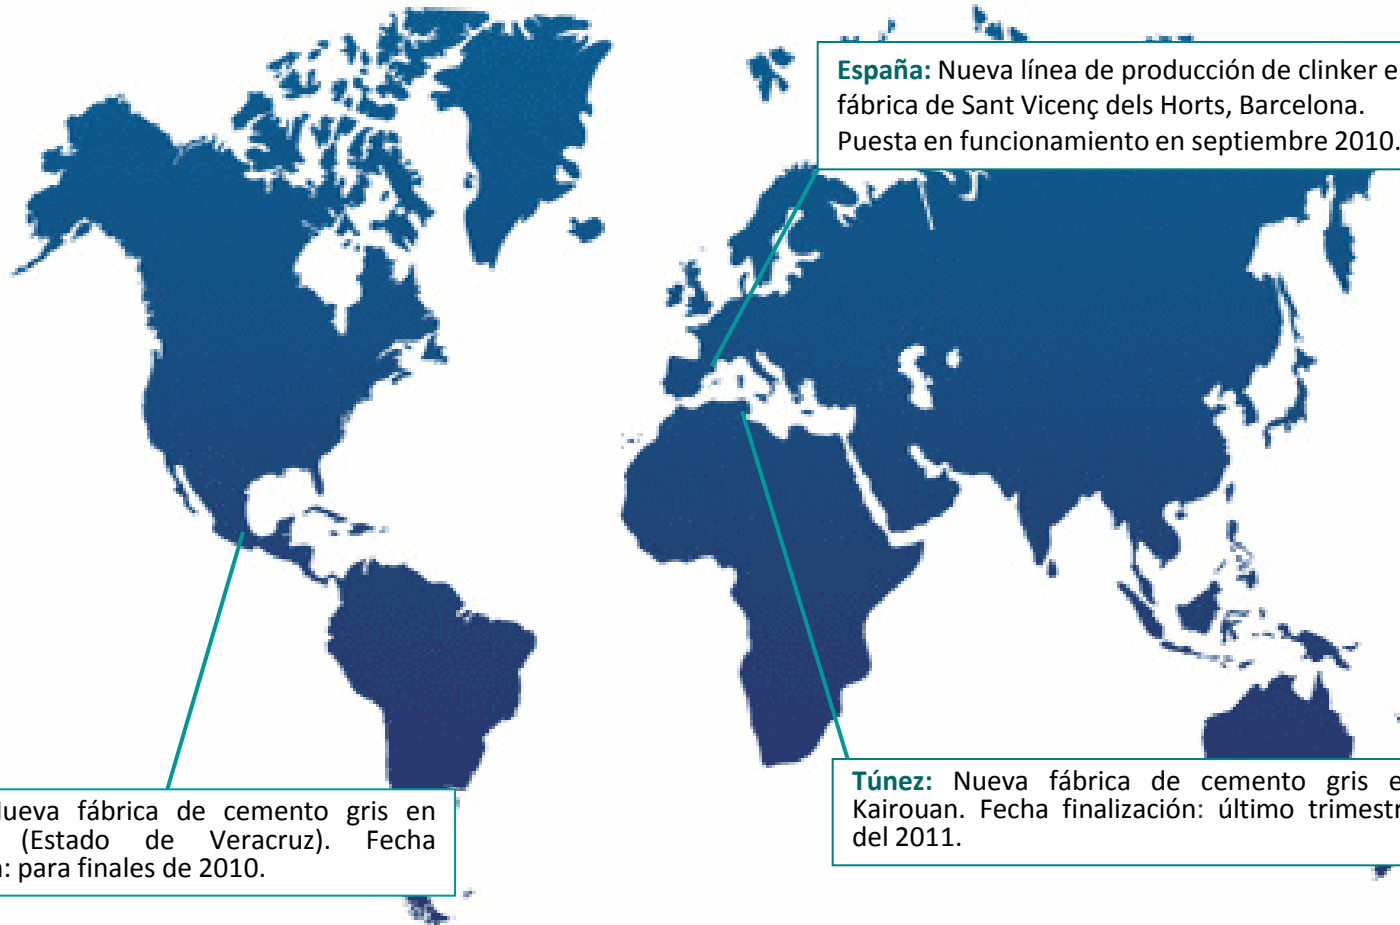 España: Nueva línea de producción de clinker e
fábrica de Sant Vicenç dels Horts, Barcelona.
Puesta en funcionamiento en septiembre 2010.
Túnez: Nueva fábrica de cemento gris e
Kairouan. Fecha finalización: último trimestr
del 2011.
Nueva fábrica de cemento gris en
(Estado de Veracruz). Fecha
: para finales de 2010.